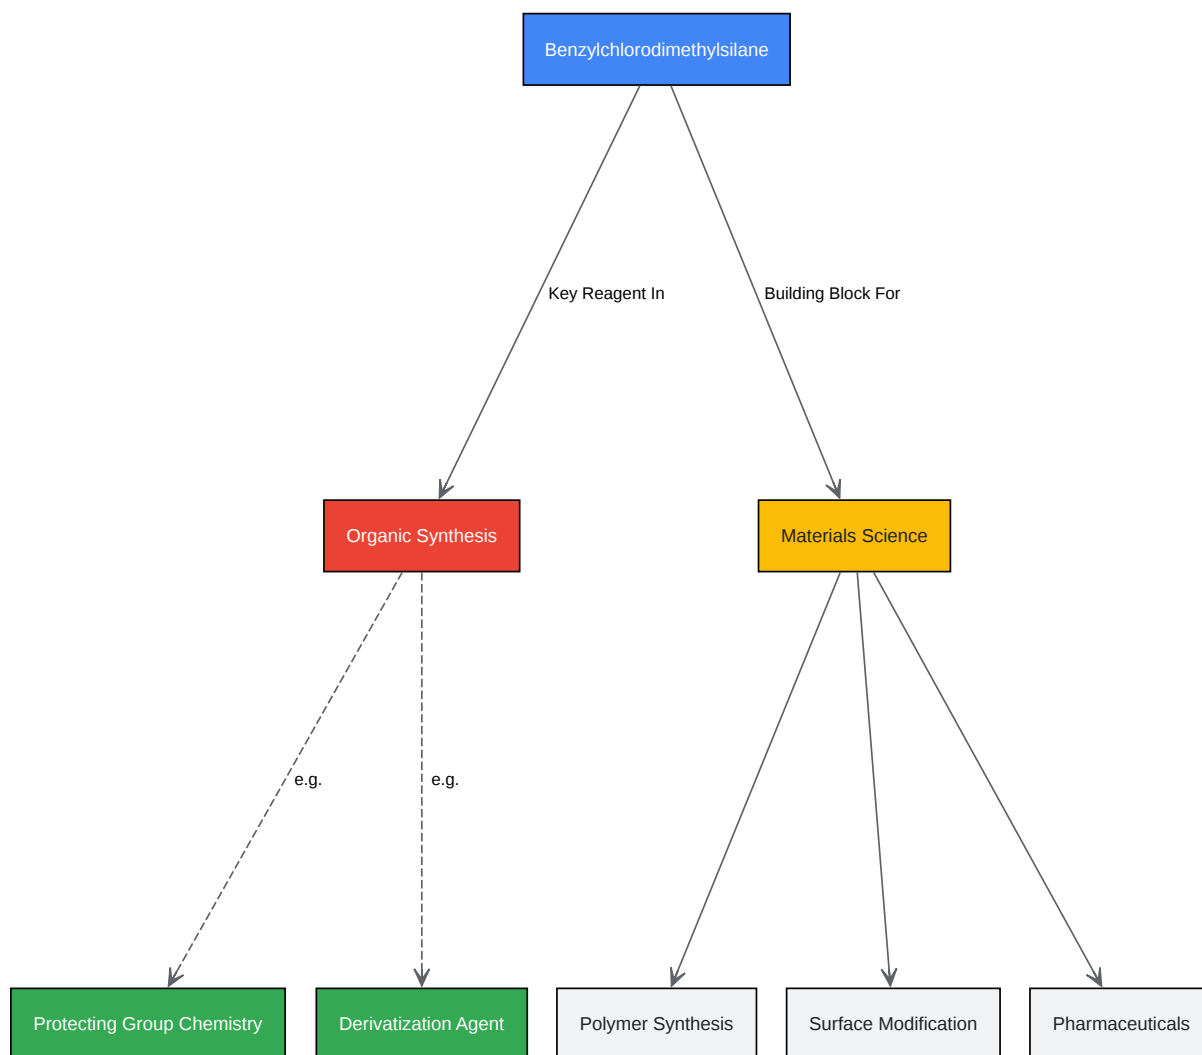 Benzylchlorodimethylsilane
Key Reagent In
Building Block For
Organic Synthesis
Materials Science
e.g.
e.g.
Protecting Group Chemistry
Derivatization Agent
Polymer Synthesis
Surface Modification
Pharmaceuticals